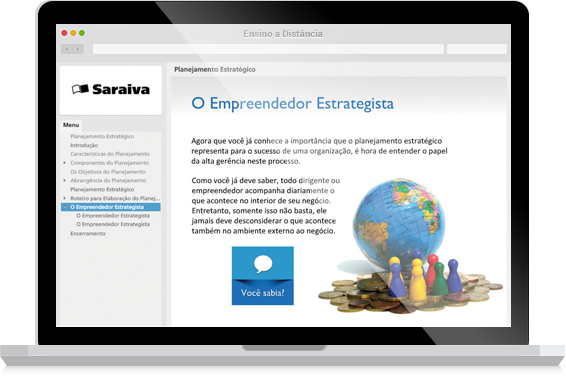 Ensino a Distância
Saraiva
Planejamento Estratégico
Menu
Planejamento Estratégico
Introdução
Características do Planejamento
Componentes do Planejamento
Os Objetivos do Planejamento
Abrangência do Planejamento
Planejamento Estratégico
Roteiro para Elaboração do Planej...
O Empreendedor Estrategista
O Empreendedor Estrategista
O Empreendedor Estrategista
Encerramento
O Empreendedor Estrategista
Agora que você já conhece a importância que o planejamento estratégico
representa para o sucesso de uma organização, é hora de entender o papel
da alta gerência neste processo.
Como você já deve saber, todo dirigente ou
empreendedor acompanha diariamente o
que acontece no interior de seu negócio.
Entretanto, somente isso não basta, ele
jamais deve desconsiderar o que acontece
também no ambiente externo ao negócio.
Você sabia?